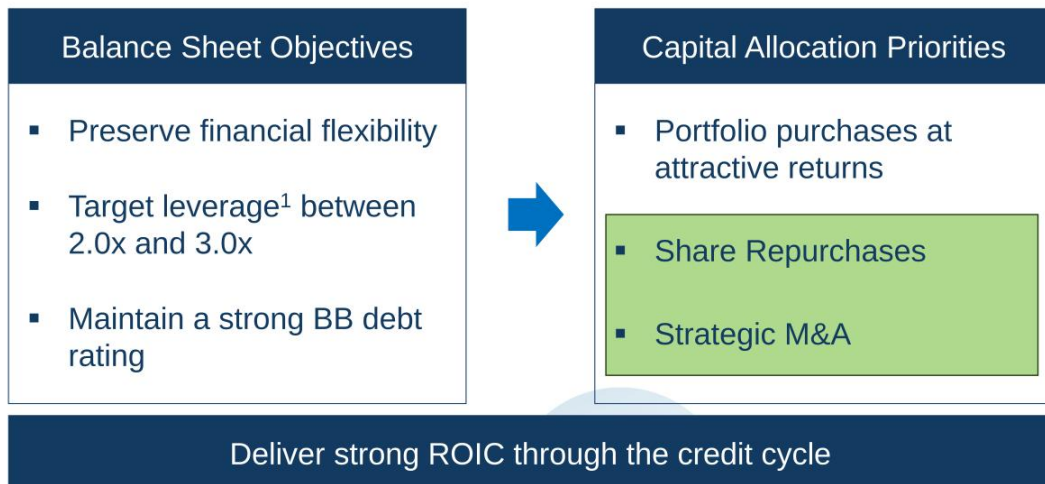 Balance Sheet Objectives
▪ Preserve financial flexibility
▪ Target leverage¹ between
2.0x and 3.0x
▪ Maintain a strong BB debt
rating
Capital Allocation Priorities
▪ Portfolio purchases at
attractive returns
▪ Share Repurchases
▪ Strategic M&A
Deliver strong ROIC through the credit cycle